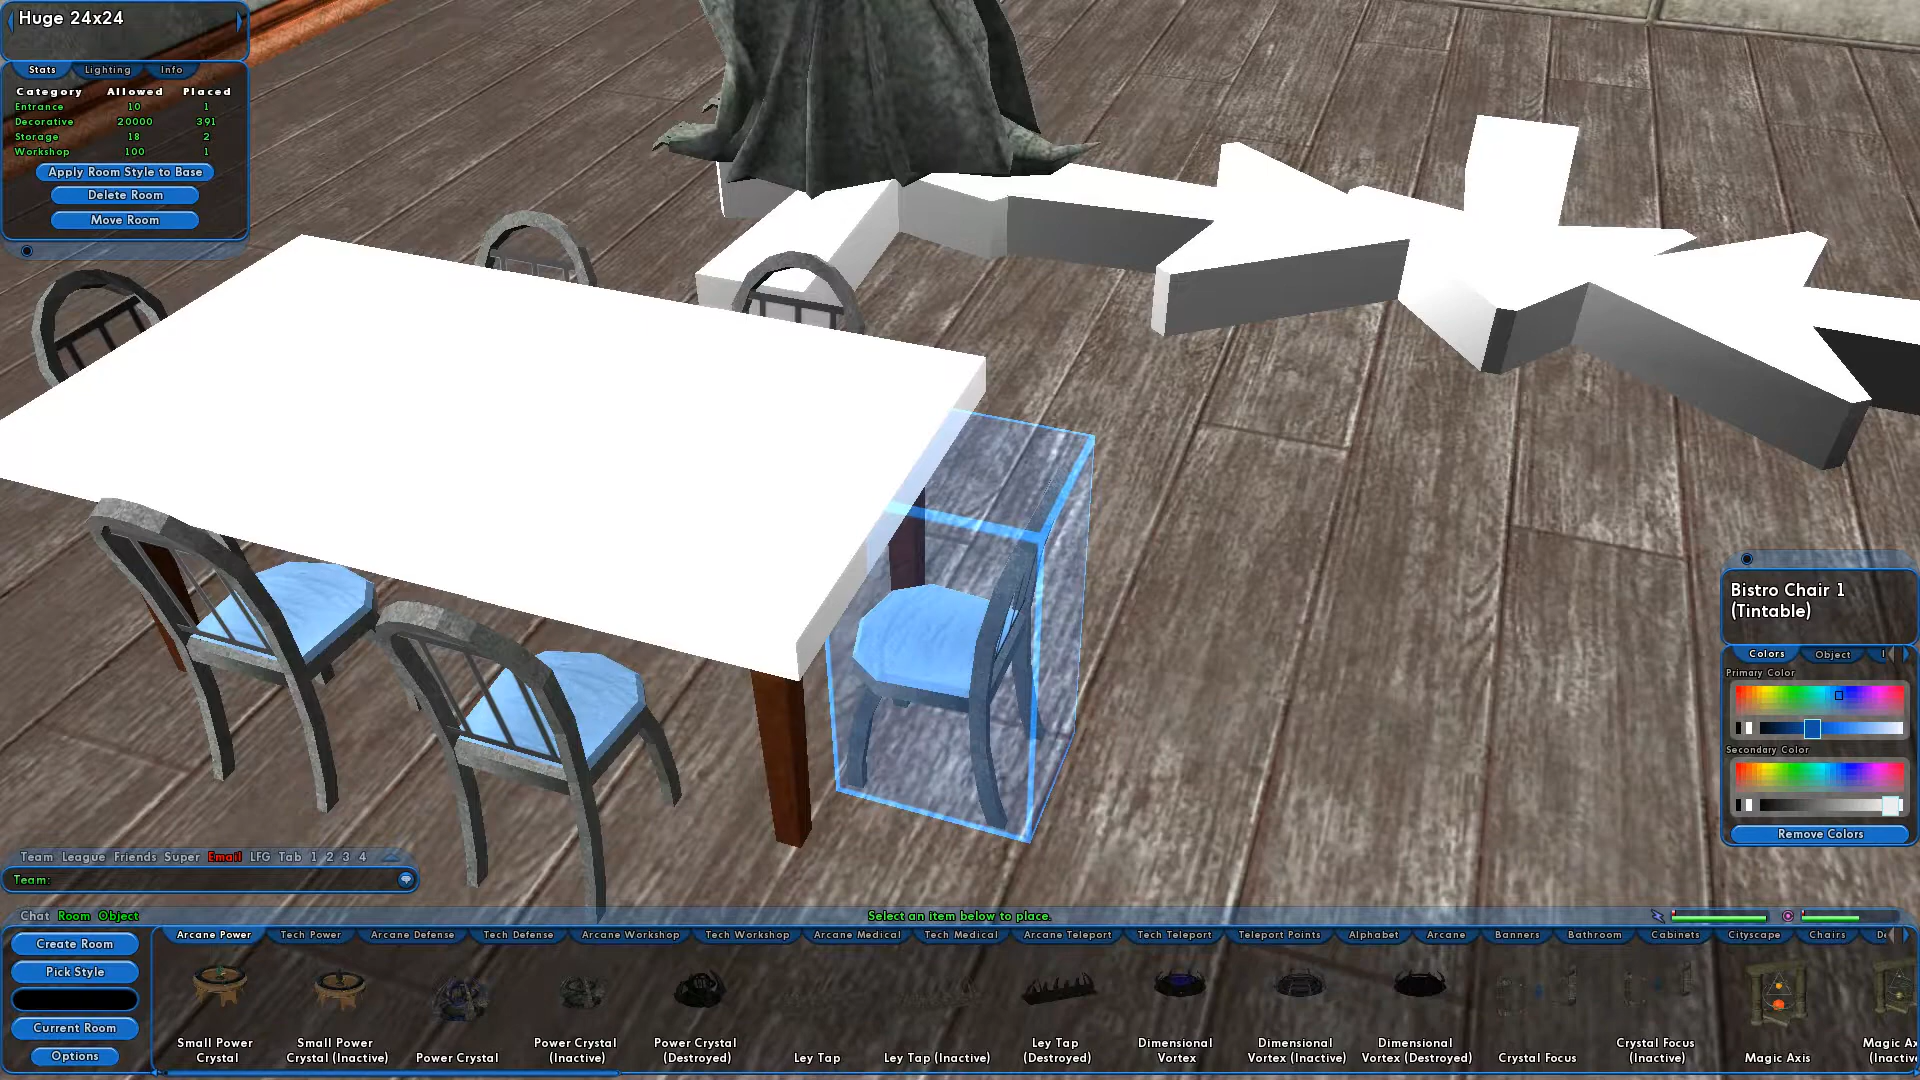 Huge 24x24
Stats Lighting Info
Category Allowed Placed
Entrance 10 1
Decorative 20000 391
Storage 18 2
Workshop 100 1
Apply Room Style to Base
Delete Room
Move Room
Bistro Chair 1
(Tintable)
Colors Object
Primary Color
Secondary Color
Remove Colors
Team League Friends Super Email LFG Tab 1 2 3 4
Team:
Chat Room Object
Select an item below to place.
Create Room
Pick Style
Current Room
Options
Arcane Power Tech Power Arcane Defense Tech Defense Arcane Workshop Tech Workshop Arcane Medical Tech Medical Arcane Teleport Tech Teleport Teleport Points Alphabet Arcane Banners Bathroom Cabinets Cityscape Chairs
Small Power
Crystal
Small Power
Crystal (Inactive)
Power Crystal
Power Crystal
(Inactive)
Power Crystal
(Destroyed)
Ley Tap
Ley Tap (Inactive)
Ley Tap
(Destroyed)
Dimensional
Vortex
Dimensional
Vortex (Inactive)
Dimensional
Vortex (Destroyed)
Crystal Focus
Crystal Focus
(Inactive)
Magic Axis
Magic Ax
(Inactive